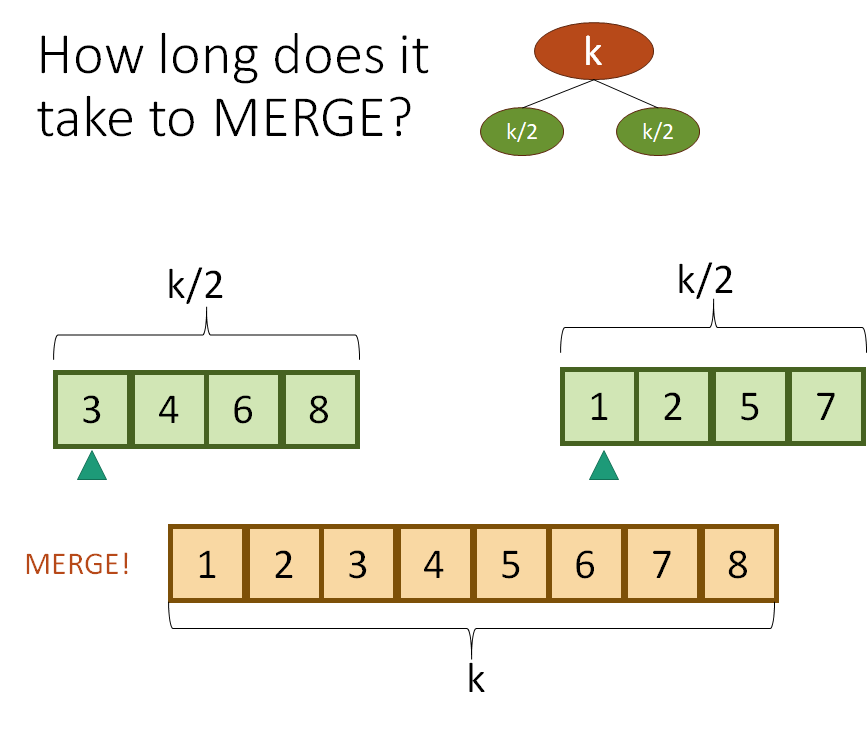 How long does it
take to MERGE?
k
k/2 k/2
k/2
k/2
3 4 6 8
1 2 5 7
MERGE!
1 2 3 4 5 6 7 8
k